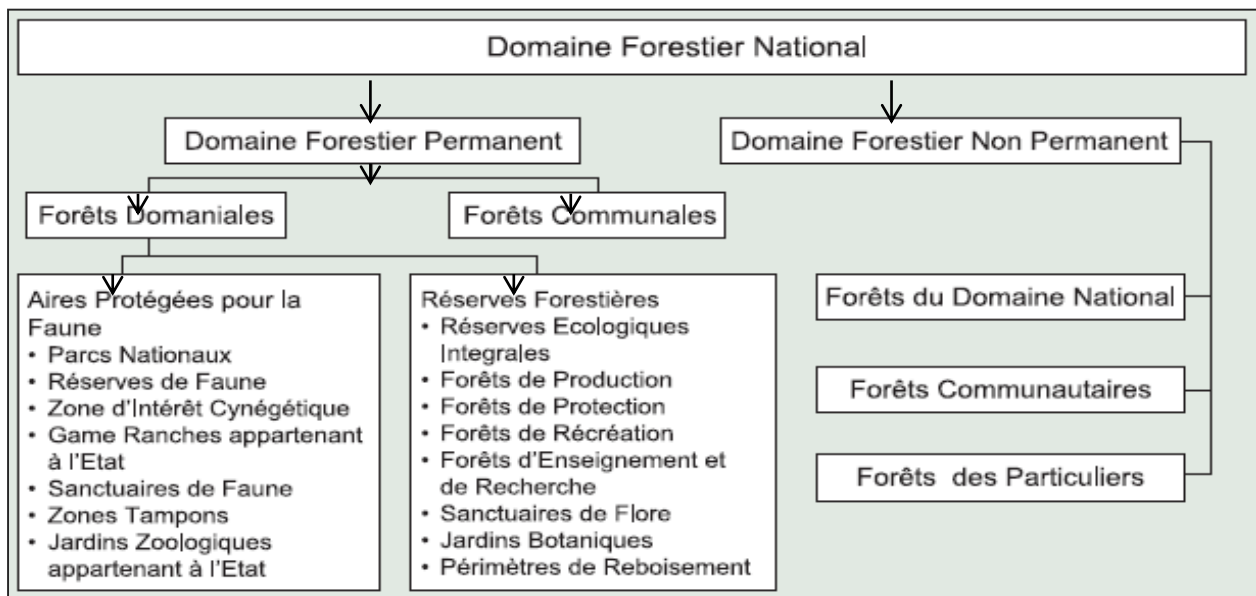 Domaine Forestier National
Domaine Forestier Permanent
Domaine Forestier Non Permanent
Forêts Domaniales
Forêts Communales
Aires Protégées pour la
Faune
• Parcs Nationaux
• Réserves de Faune
• Zone d'Intérêt Cynégétique
• Game Ranches appartenant
à l'Etat
• Sanctuaires de Faune
• Zones Tampons
• Jardins Zoologiques
appartenant à l'Etat
Réserves Forestières
• Réserves Ecologiques
Integrales
• Forêts de Production
• Forêts de Protection
• Forêts de Récréation
• Forêts d'Enseignement et
de Recherche
• Sanctuaires de Flore
• Jardins Botaniques
• Périmètres de Reboisement
Forêts du Domaine National
Forêts Communautaires
Forêts des Particuliers